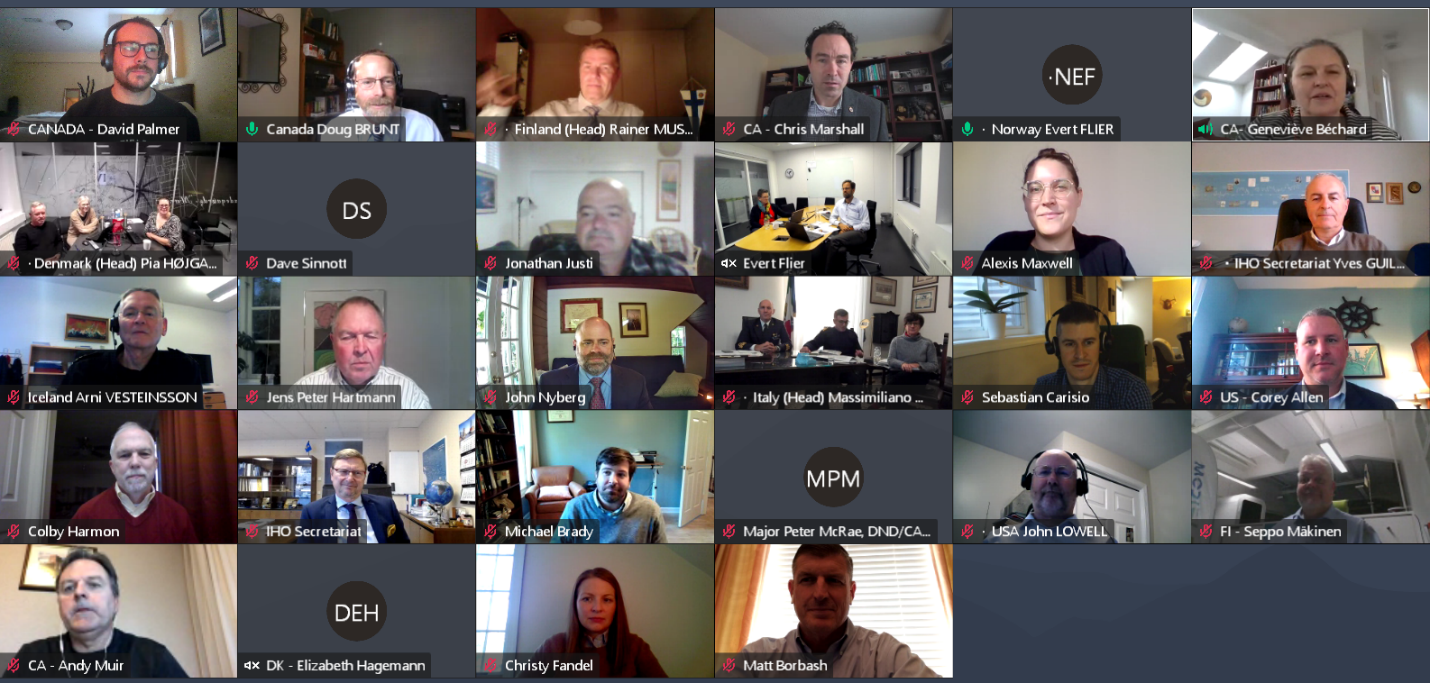 CANADA - David Palmer
Canada Doug BRUNT
· Finland (Head) Rainer MUS...
CA - Chris Marshall
·NEF
· Norway Evert FLIER
CA- Geneviève Béchard
· Denmark (Head) Pia HØJGA...
DS
Dave Sinnott
Jonathan Justi
Evert Flier
Alexis Maxwell
· IHO Secretariat Yves GUIL...
Iceland Arni VESTEINSSON
Jens Peter Hartmann
John Nyberg
· Italy (Head) Massimiliano ...
Sebastian Carisio
US - Corey Allen
Colby Harmon
IHO Secretariat
Michael Brady
MPM
Major Peter McRae, DND/CA...
· USA John LOWELL
FI - Seppo Mäkinen
CA - Andy Muir
DEH
DK - Elizabeth Hagemann
Christy Fandel
Matt Borbash